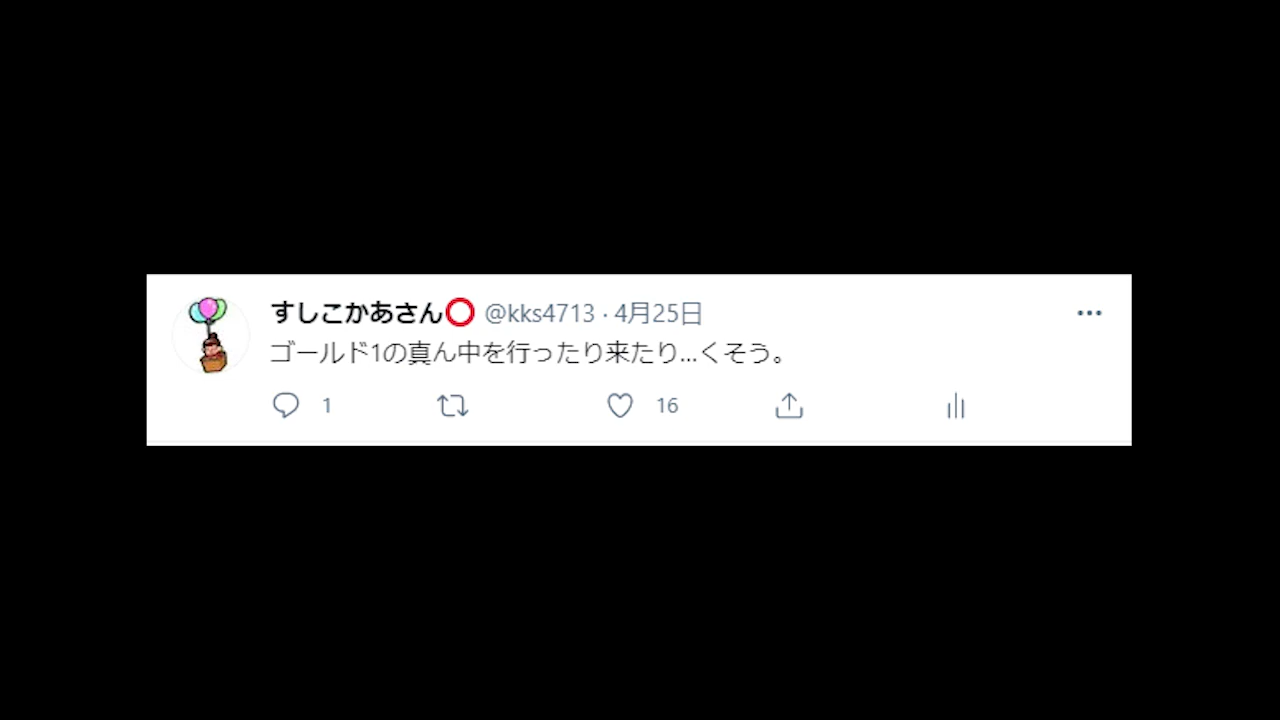 すしこかあさん⭕ @kks4713 · 4月25日
ゴールド1の真ん中を行ったり来たり...くそう。
1 16